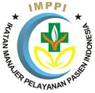 IMPPI
IKATAN MANAJER PELAYANAN PASIEN INDONESIA